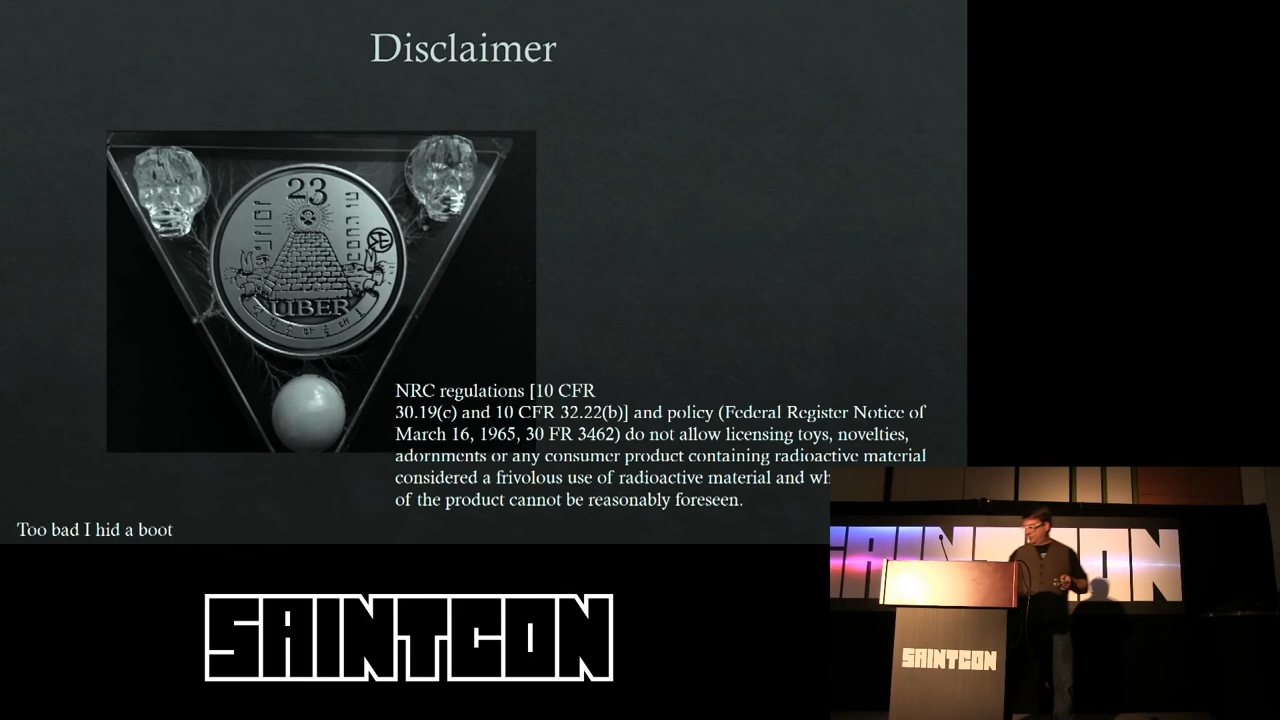 Disclaimer
23
UBER
NRC regulations [10 CFR
30.19(c) and 10 CFR 32.22(b)] and policy (Federal Register Notice of
March 16, 1965, 30 FR 3462) do not allow licensing toys, novelties,
adornments or any consumer product containing radioactive material
considered a frivolous use of radioactive material and wh
of the product cannot be reasonably foreseen.
Too bad I hid a boot
SAINTCON
SAINTCON
SAINTCON